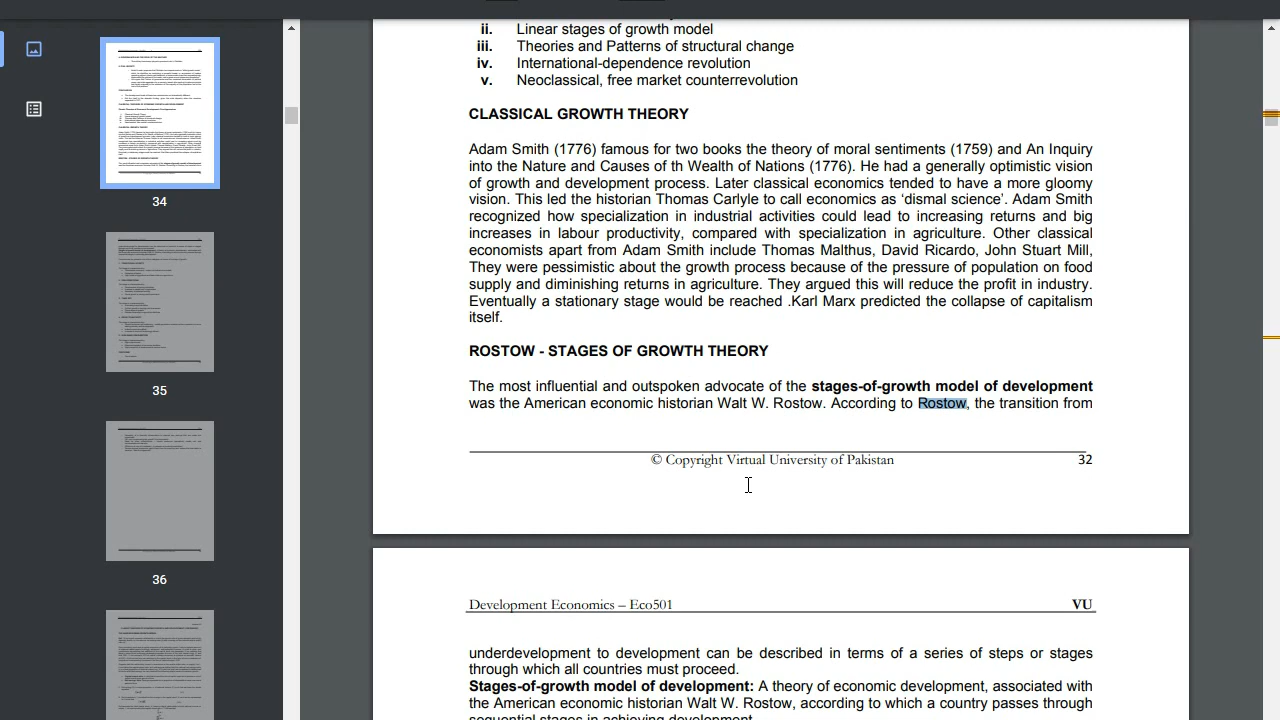 ii. Linear stages of growth model
iii. Theories and Patterns of structural change
iv. International-dependence revolution
v. Neoclassical, free market counterrevolution
CLASSICAL GROWTH THEORY
Adam Smith (1776) famous for two books the theory of moral sentiments (1759) and An Inquiry
into the Nature and Causes of th Wealth of Nations (1776). He had a generally optimistic vision
of growth and development process. Later classical economics tended to have a more gloomy
vision. This led the historian Thomas Carlyle to call economics as ‘dismal science’. Adam Smith
recognized how specialization in industrial activities could lead to increasing returns and big
increases in labour productivity, compared with specialization in agriculture. Other classical
economists apart from Adam Smith include Thomas Malthus, David Ricardo, John Stuart Mill,
They were pessimistic about the growth process because of the pressure of population on food
supply and diminishing returns in agriculture. They argued this will reduce the profit in industry.
Eventually a stationary stage would be reached .Karl Marx predicted the collapse of capitalism
itself.
ROSTOW - STAGES OF GROWTH THEORY
The most influential and outspoken advocate of the stages-of-growth model of development
was the American economic historian Walt W. Rostow. According to Rostow, the transition from
© Copyright Virtual University of Pakistan 32
Development Economics – Eco501 VU
underdevelopment to development can be described in terms of a series of steps or stages
through which all countries must proceed.
Stages-of-growth model of development: A theory of economic development, associated with
the American economic historian Walt W. Rostow, according to which a country passes through
sequential stages in achieving development.
34
35
36